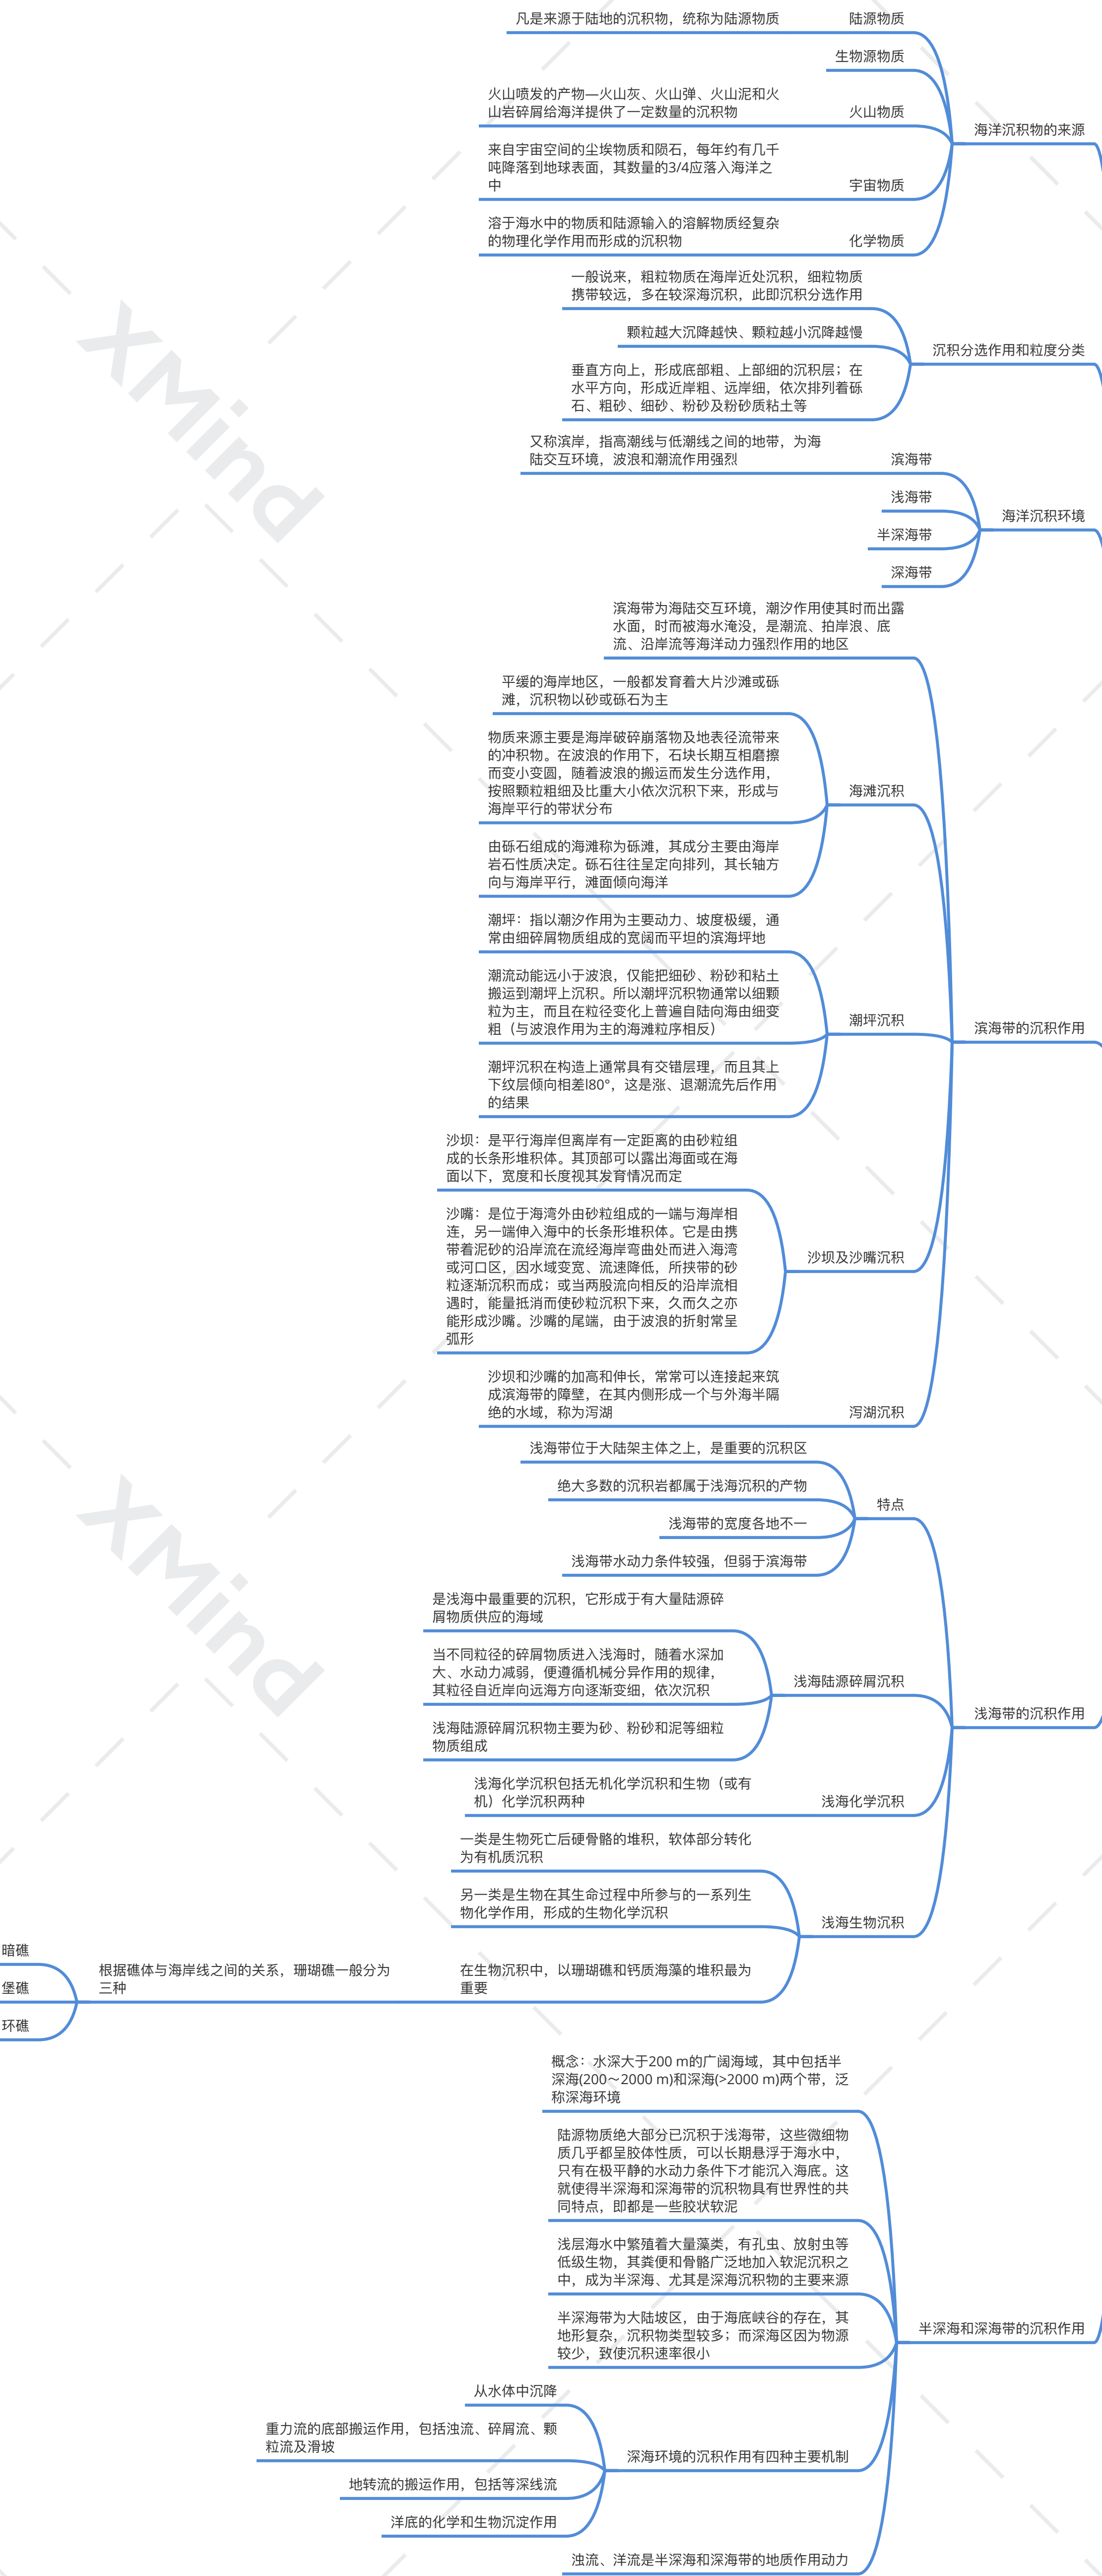 凡是来源于陆地的沉积物，统称为陆源物质
陆源物质
生物源物质
火山喷发的产物—火山灰、火山弹、火山泥和火
山岩碎屑给海洋提供了一定数量的沉积物
火山物质
海洋沉积物的来源
来自宇宙空间的尘埃物质和陨石，每年约有几千
吨降落到地球表面，其数量的3/4应落入海洋之
中
宇宙物质
溶于海水中的物质和陆源输入的溶解物质经复杂
的物理化学作用而形成的沉积物
化学物质
一般说来，粗粒物质在海岸近处沉积，细粒物质
携带较远，多在较深海沉积，此即沉积分选作用
颗粒越大沉降越快、颗粒越小沉降越慢
沉积分选作用和粒度分类
垂直方向上，形成底部粗、上部细的沉积层；在
水平方向，形成近岸粗、远岸细，依次排列着砾
石、粗砂、细砂、粉砂及粉砂质粘土等
又称滨岸，指高潮线与低潮线之间的地带，为海
陆交互环境，波浪和潮流作用强烈
滨海带
浅海带
海洋沉积环境
半深海带
深海带
滨海带为海陆交互环境，潮汐作用使其时而出露
水面，时而被海水淹没，是潮流、拍岸浪、底
流、沿岸流等海洋动力强烈作用的地区
平缓的海岸地区，一般都发育着大片沙滩或砾
滩，沉积物以砂或砾石为主
物质来源主要是海岸破碎崩落物及地表径流带来
的冲积物。在波浪的作用下，石块长期互相磨擦
而变小变圆，随着波浪的搬运而发生分选作用，
按照颗粒粗细及比重大小依次沉积下来，形成与
海岸平行的带状分布
海滩沉积
由砾石组成的海滩称为砾滩，其成分主要由海岸
岩石性质决定。砾石往往呈定向排列，其长轴方
向与海岸平行，滩面倾向海洋
潮坪：指以潮汐作用为主要动力、坡度极缓，通
常由细碎屑物质组成的宽阔而平坦的滨海坪地
潮流动能远小于波浪，仅能把细砂、粉砂和粘土
搬运到潮坪上沉积。所以潮坪沉积物通常以细颗
粒为主，而且在粒径变化上普遍自陆向海由细变
粗（与波浪作用为主的海滩粒序相反）
潮坪沉积
滨海带的沉积作用
潮坪沉积在构造上通常具有交错层理，而且其上
下纹层倾向相差l80°，这是涨、退潮流先后作用
的结果
沙坝：是平行海岸但离岸有一定距离的由砂粒组
成的长条形堆积体。其顶部可以露出海面或在海
面以下，宽度和长度视其发育情况而定
沙嘴：是位于海湾外由砂粒组成的一端与海岸相
连，另一端伸入海中的长条形堆积体。它是由携
带着泥砂的沿岸流在流经海岸弯曲处而进入海湾
或河口区，因水域变宽、流速降低，所挟带的砂
粒逐渐沉积而成；或当两股流向相反的沿岸流相
遇时，能量抵消而使砂粒沉积下来，久而久之亦
能形成沙嘴。沙嘴的尾端，由于波浪的折射常呈
弧形
沙坝及沙嘴沉积
沙坝和沙嘴的加高和伸长，常常可以连接起来筑
成滨海带的障壁，在其内侧形成一个与外海半隔
绝的水域，称为泻湖
泻湖沉积
浅海带位于大陆架主体之上，是重要的沉积区
绝大多数的沉积岩都属于浅海沉积的产物
特点
浅海带的宽度各地不一
浅海带水动力条件较强，但弱于滨海带
是浅海中最重要的沉积，它形成于有大量陆源碎
屑物质供应的海域
当不同粒径的碎屑物质进入浅海时，随着水深加
大、水动力减弱，便遵循机械分异作用的规律，
其粒径自近岸向远海方向逐渐变细，依次沉积
浅海陆源碎屑沉积
浅海陆源碎屑沉积物主要为砂、粉砂和泥等细粒
物质组成
浅海带的沉积作用
浅海化学沉积包括无机化学沉积和生物（或有
机）化学沉积两种
浅海化学沉积
一类是生物死亡后硬骨骼的堆积，软体部分转化
为有机质沉积
另一类是生物在其生命过程中所参与的一系列生
物化学作用，形成的生物化学沉积
浅海生物沉积
暗礁
堡礁
环礁
根据礁体与海岸线之间的关系，珊瑚礁一般分为
三种
在生物沉积中，以珊瑚礁和钙质海藻的堆积最为
重要
概念：水深大于200 m的广阔海域，其中包括半
深海(200～2000 m)和深海(>2000 m)两个带，泛
称深海环境
陆源物质绝大部分已沉积于浅海带，这些微细物
质几乎都呈胶体性质，可以长期悬浮于海水中，
只有在极平静的水动力条件下才能沉入海底。这
就使得半深海和深海带的沉积物具有世界性的共
同特点，即都是一些胶状软泥
浅层海水中繁殖着大量藻类，有孔虫、放射虫等
低级生物，其粪便和骨骼广泛地加入软泥沉积之
中，成为半深海、尤其是深海沉积物的主要来源
半深海带为大陆坡区，由于海底峡谷的存在，其
地形复杂，沉积物类型较多；而深海区因为物源
较少，致使沉积速率很小
半深海和深海带的沉积作用
从水体中沉降
重力流的底部搬运作用，包括浊流、碎屑流、颗
粒流及滑坡
深海环境的沉积作用有四种主要机制
地转流的搬运作用，包括等深线流
洋底的化学和生物沉淀作用
浊流、洋流是半深海和深海带的地质作用动力
XMind
XMind